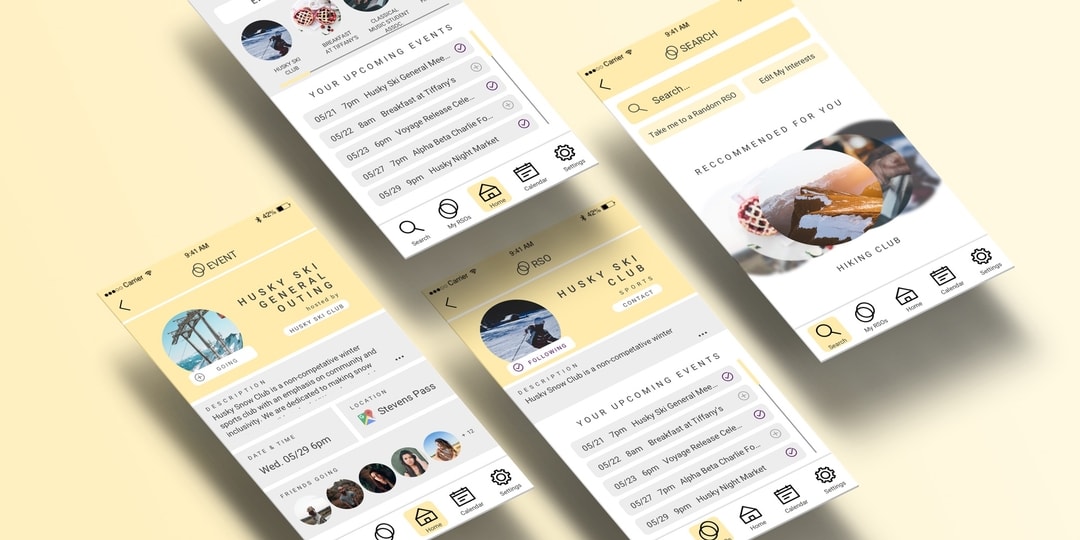 HUSKY SKI
CLUB
BREAKFAST
AT TIFFANY'S
CLASSICAL
MUSIC STUDENT
ASSOC
YOUR UPCOMING EVENTS
05/21 7pm Husky Ski General Mee...
05/22 8am Breakfast at Tiffany's
05/23 6pm Voyage Release Cele...
05/27 7pm Alpha Beta Charlie Fo...
05/29 9pm Husky Night Market
Search
My RSOs
Home
Calendar
Settings
Carrier
9:41 AM
SEARCH
Search...
Take me to a Random RSO
Edit My Interests
RECCOMMENDED FOR YOU
HIKING CLUB
Search
My RSOs
Home
Calendar
Settings
Carrier
9:41 AM
42%
EVENT
HUSKY SKI
GENERAL
OUTING
hosted by
HUSKY SKI CLUB
GOING
DESCRIPTION
Husky Snow Club is a non-competative winter
sports club with an emphasis on community and
inclusivity. We are dedicated to making snow
...
DATE & TIME
Wed. 05/29 6pm
LOCATION
Stevens Pass
FRIENDS GOING
+ 12
Home
Calendar
Settings
Carrier
9:41 AM
42%
RSO
HUSKY SKI
CLUB
SPORTS
CONTACT
FOLLOWING
DESCRIPTION
Husky Snow Club is a non-competative winter
...
YOUR UPCOMING EVENTS
05/21 7pm Husky Ski General Mee...
05/22 8am Breakfast at Tiffany's
05/23 6pm Voyage Release Cele...
05/27 7pm Alpha Beta Charlie Fo...
05/29 9pm Husky Night Market
Home
Calendar
Settings